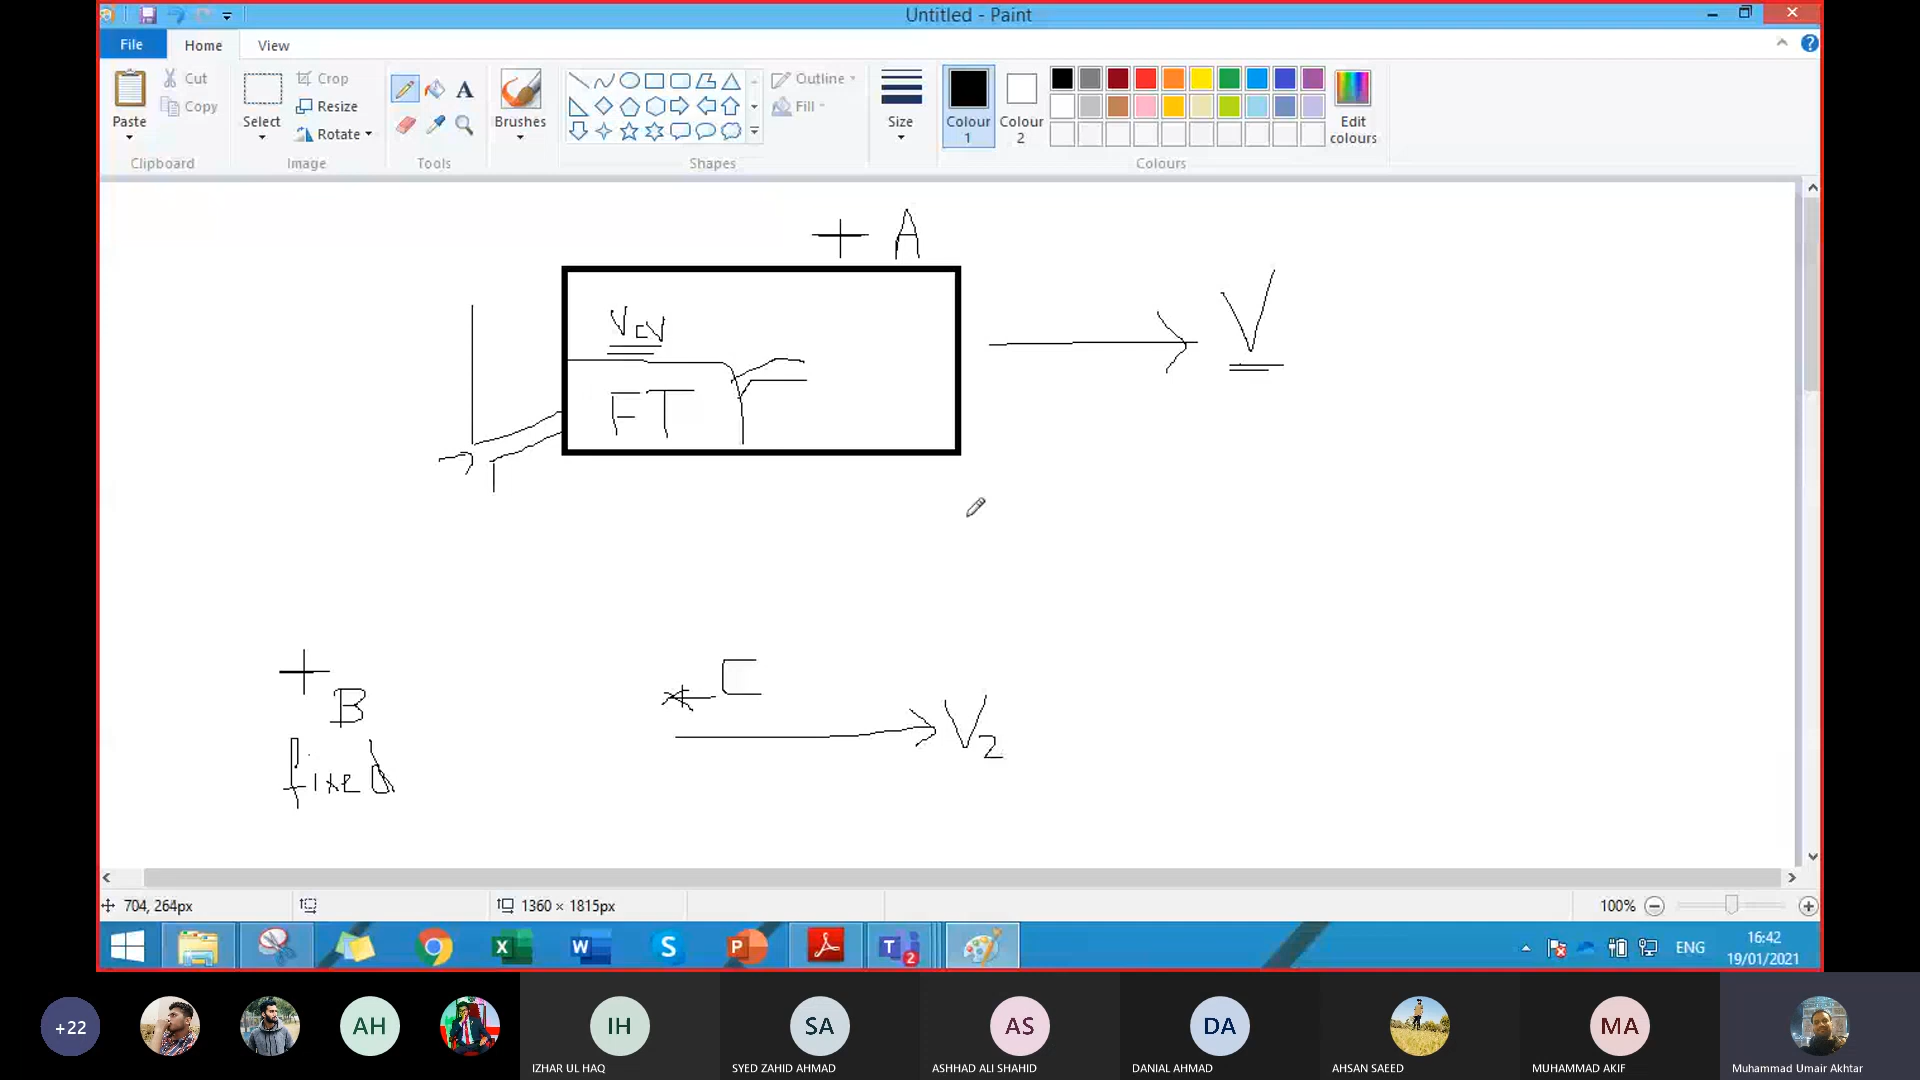 Untitled - Paint
File Home View
Paste
Cut
Copy
Clipboard
Select
Crop
Resize
Rotate
Image
A
Tools
Brushes
Outline
Fill
Shapes
Size
Colour 1
Colour 2
Edit colours
Colours
+ A
VCV
FT
V
+
B
fixed
C
V2
704, 264px
1360 × 1815px
100%
2
ENG
16:42
19/01/2021
+22
AH
IH
IZHAR UL HAQ
SA
SYED ZAHID AHMAD
AS
ASHHAD ALI SHAHID
DA
DANIAL AHMAD
AHSAN SAEED
MA
MUHAMMAD AKIF
Muhammad Umair Akhtar